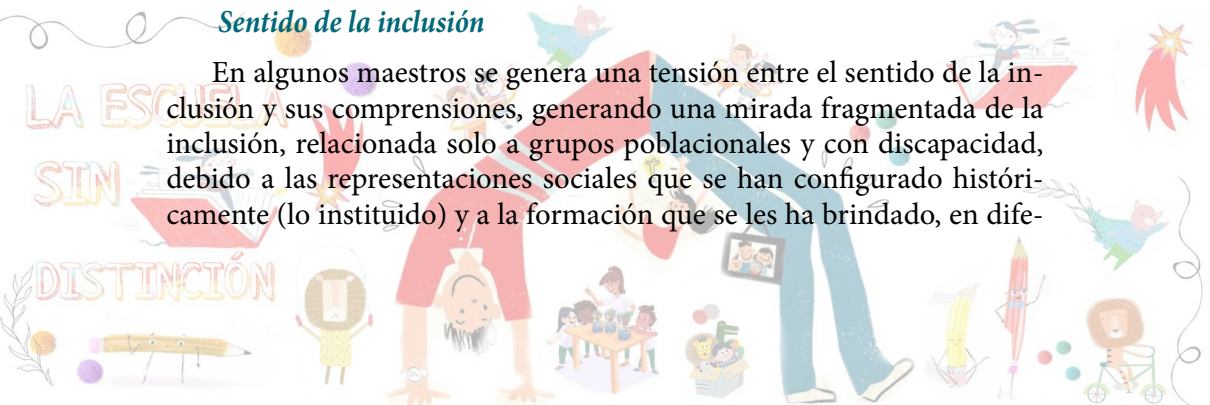 Sentido de la inclusión
En algunos maestros se genera una tensión entre el sentido de la in-
clusión y sus comprensiones, generando una mirada fragmentada de la
inclusión, relacionada solo a grupos poblacionales y con discapacidad,
debido a las representaciones sociales que se han configurado históri-
camente (lo instituido) y a la formación que se les ha brindado, en dife-
LA ESCUELA
SIN
DISTINCIÓN